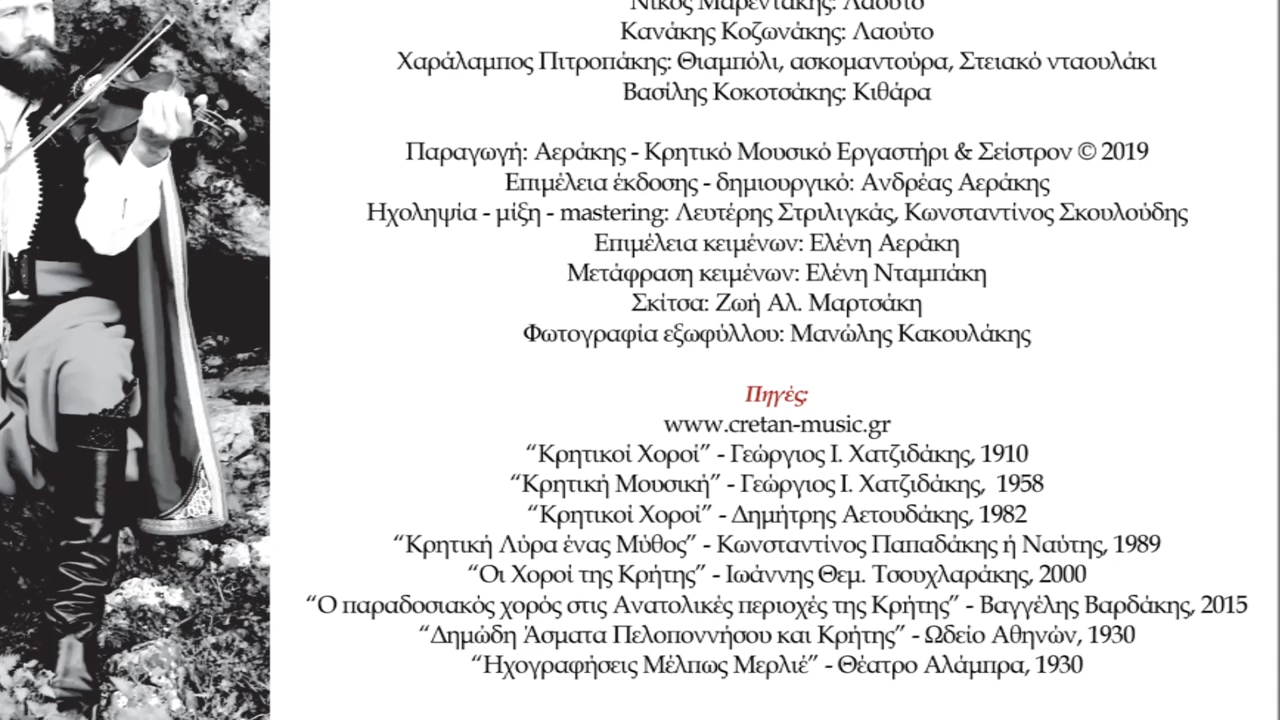 Νίκος Μαρεντάκης: Λαούτο
Κανάκης Κοζωνάκης: Λαούτο
Χαράλαμπος Πιτροπάκης: Θιαμπόλι, ασκομαντούρα, Στειακό νταουλάκι
Βασίλης Κοκοτσάκης: Κιθάρα
Παραγωγή: Αεράκης - Κρητικό Μουσικό Εργαστήρι & Σείστρον © 2019
Επιμέλεια έκδοσης - δημιουργικό: Ανδρέας Αεράκης
Ηχοληψία - μίξη - mastering: Λευτέρης Στριλιγκάς, Κωνσταντίνος Σκουλούδης
Επιμέλεια κειμένων: Ελένη Αεράκη
Μετάφραση κειμένων: Ελένη Νταμπάκη
Σκίτσα: Ζωή Αλ. Μαρτσάκη
Φωτογραφία εξωφύλλου: Μανώλης Κακουλάκης
Πηγές:
www.cretan-music.gr
“Κρητικοί Χοροί” - Γεώργιος Ι. Χατζιδάκης, 1910
“Κρητική Μουσική” - Γεώργιος Ι. Χατζιδάκης, 1958
“Κρητικοί Χοροί” - Δημήτρης Αετουδάκης, 1982
“Κρητική Λύρα ένας Μύθος” - Κωνσταντίνος Παπαδάκης ή Ναύτης, 1989
“Οι Χοροί της Κρήτης” - Ιωάννης Θεμ. Τσουχλαράκης, 2000
“Ο παραδοσιακός χορός στις Ανατολικές περιοχές της Κρήτης” - Βαγγέλης Βαρδάκης, 2015
“Δημώδη Άσματα Πελοποννήσου και Κρήτης” - Ωδείο Αθηνών, 1930
“Ηχογραφήσεις Μέλπως Μερλιέ” - Θέατρο Αλάμπρα, 1930